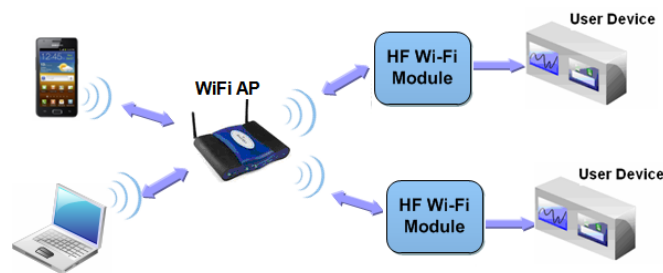 User Device
HF Wi-Fi
Module
WiFi AP
User Device
HF Wi-Fi
Module